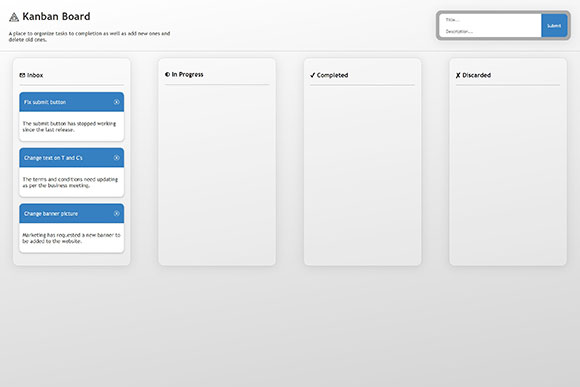 Kanban Board
A place to organize tasks to completion as well as add new ones and
delete old ones.
Title...
Description...
Submit
Inbox
Fix submit button
The submit button has stopped working
since the last release.
Change text on T and C's
The terms and conditions need updating
as per the business meeting.
Change banner picture
Marketing has requested a new banner to
be added to the website.
In Progress
Completed
Discarded